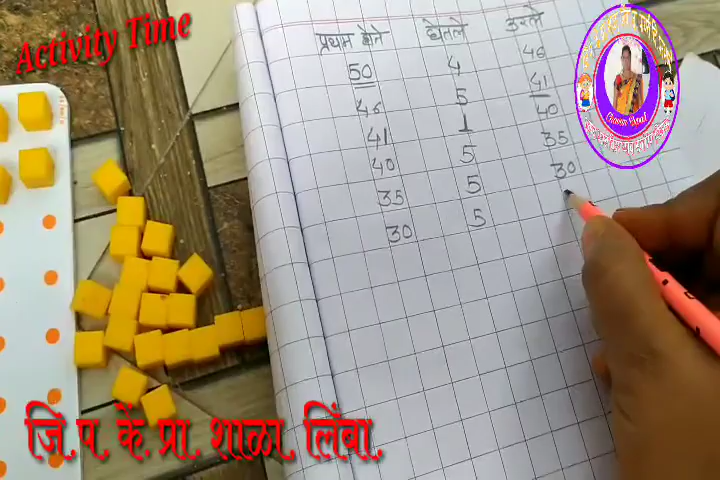 Activity Time
प्रथम होते घेतले उरले
50 4 46
46 5 41
41 1 40
40 5 35
35 5 30
30 5
जि.प.कें.प्रा.शाळा.लिंबा.